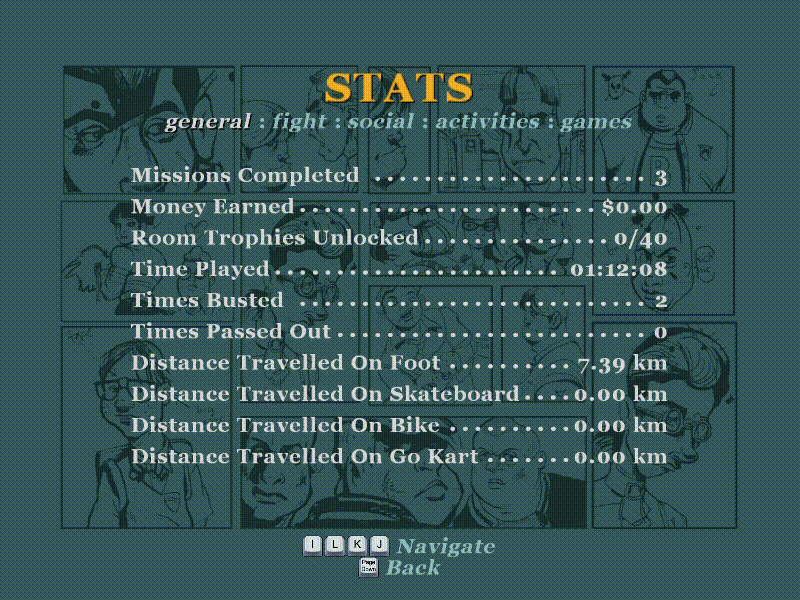 STATS
general : fight : social : activities : games
Missions Completed ...................... 3
Money Earned........................ $0.00
Room Trophies Unlocked............... 0/40
Time Played....................... 01:12:08
Times Busted ............................ 2
Times Passed Out ......................... 0
Distance Travelled On Foot .......... 7.39 km
Distance Travelled On Skateboard....0.00 km
Distance Travelled On Bike ..........0.00 km
Distance Travelled On Go Kart .......0.00 km
I L K J Navigate
Page Down Back